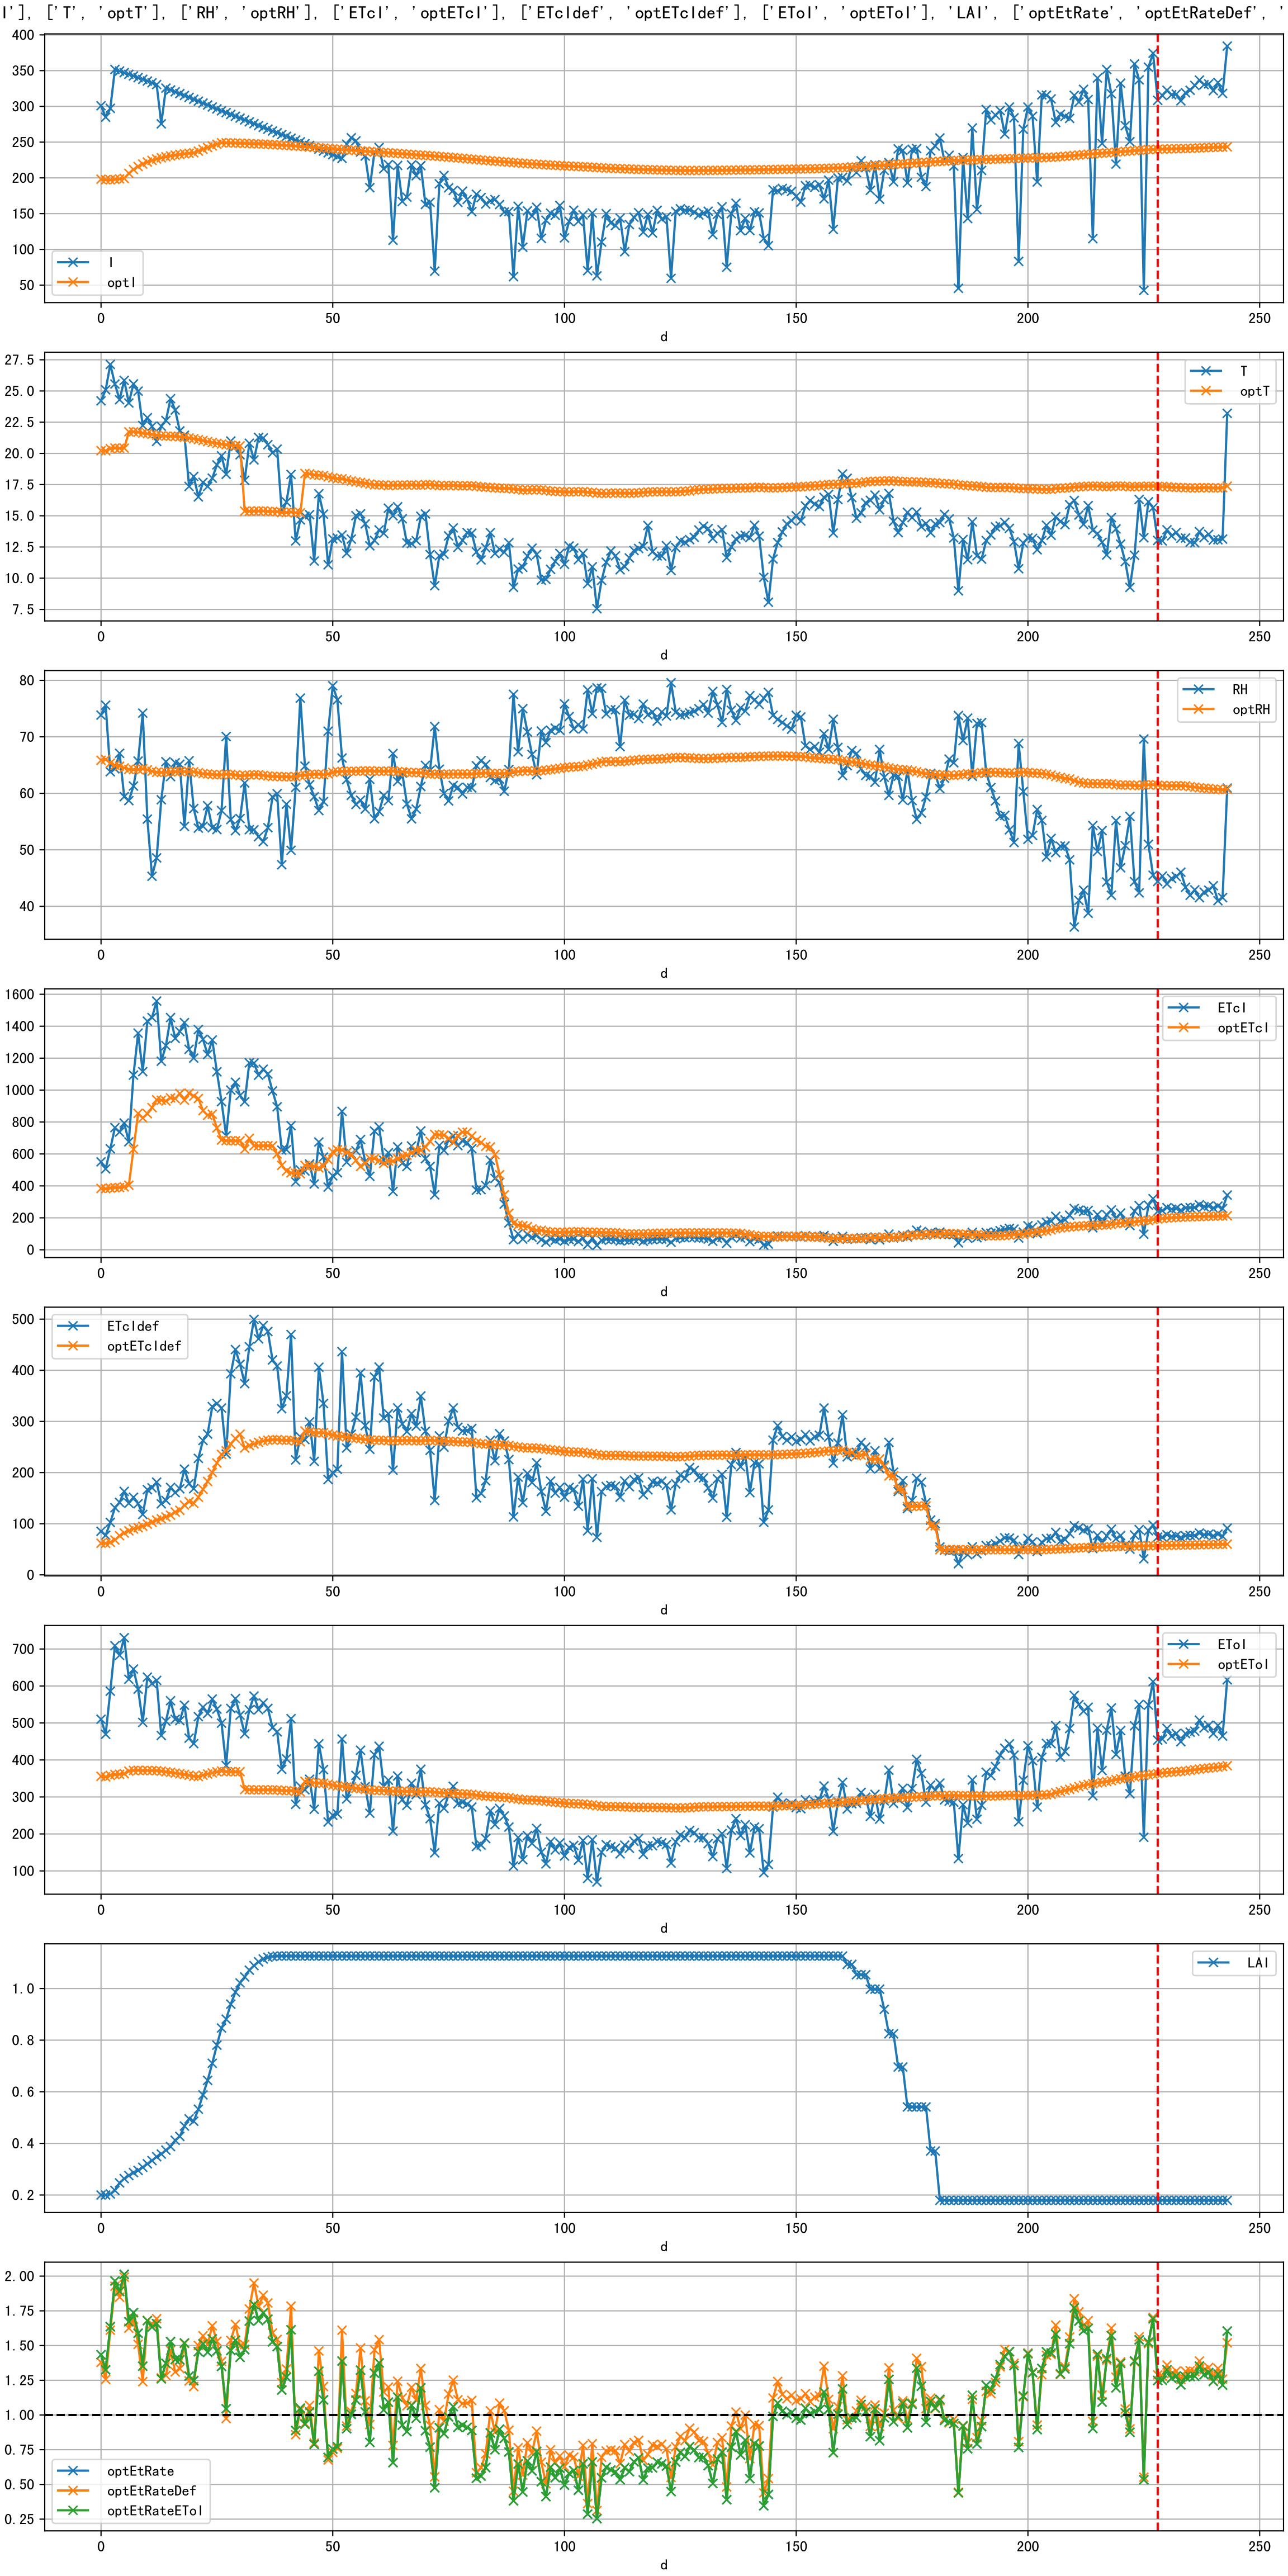 I'], ['T', 'optT'], ['RH', 'optRH'], ['ETcI', 'optETcI'], ['ETcIdef', 'optETcIdef'], ['EToI', 'optEToI'], 'LAI', ['optEtRate', 'optEtRateDef', '
400
350
300
250
200
150
100
50
I
optI
0 50 100 150 200 250
d
27.5
25.0
22.5
20.0
17.5
15.0
12.5
10.0
7.5
T
optT
0 50 100 150 200 250
d
80
70
60
50
40
RH
optRH
0 50 100 150 200 250
d
1600
1400
1200
1000
800
600
400
200
0
ETcI
optETcI
0 50 100 150 200 250
d
500
400
300
200
100
0
ETcIdef
optETcIdef
0 50 100 150 200 250
d
700
600
500
400
300
200
100
EToI
optEToI
0 50 100 150 200 250
d
1.0
0.8
0.6
0.4
0.2
LAI
0 50 100 150 200 250
d
2.00
1.75
1.50
1.25
1.00
0.75
0.50
0.25
optEtRate
optEtRateDef
optEtRateEToI
0 50 100 150 200 250
d